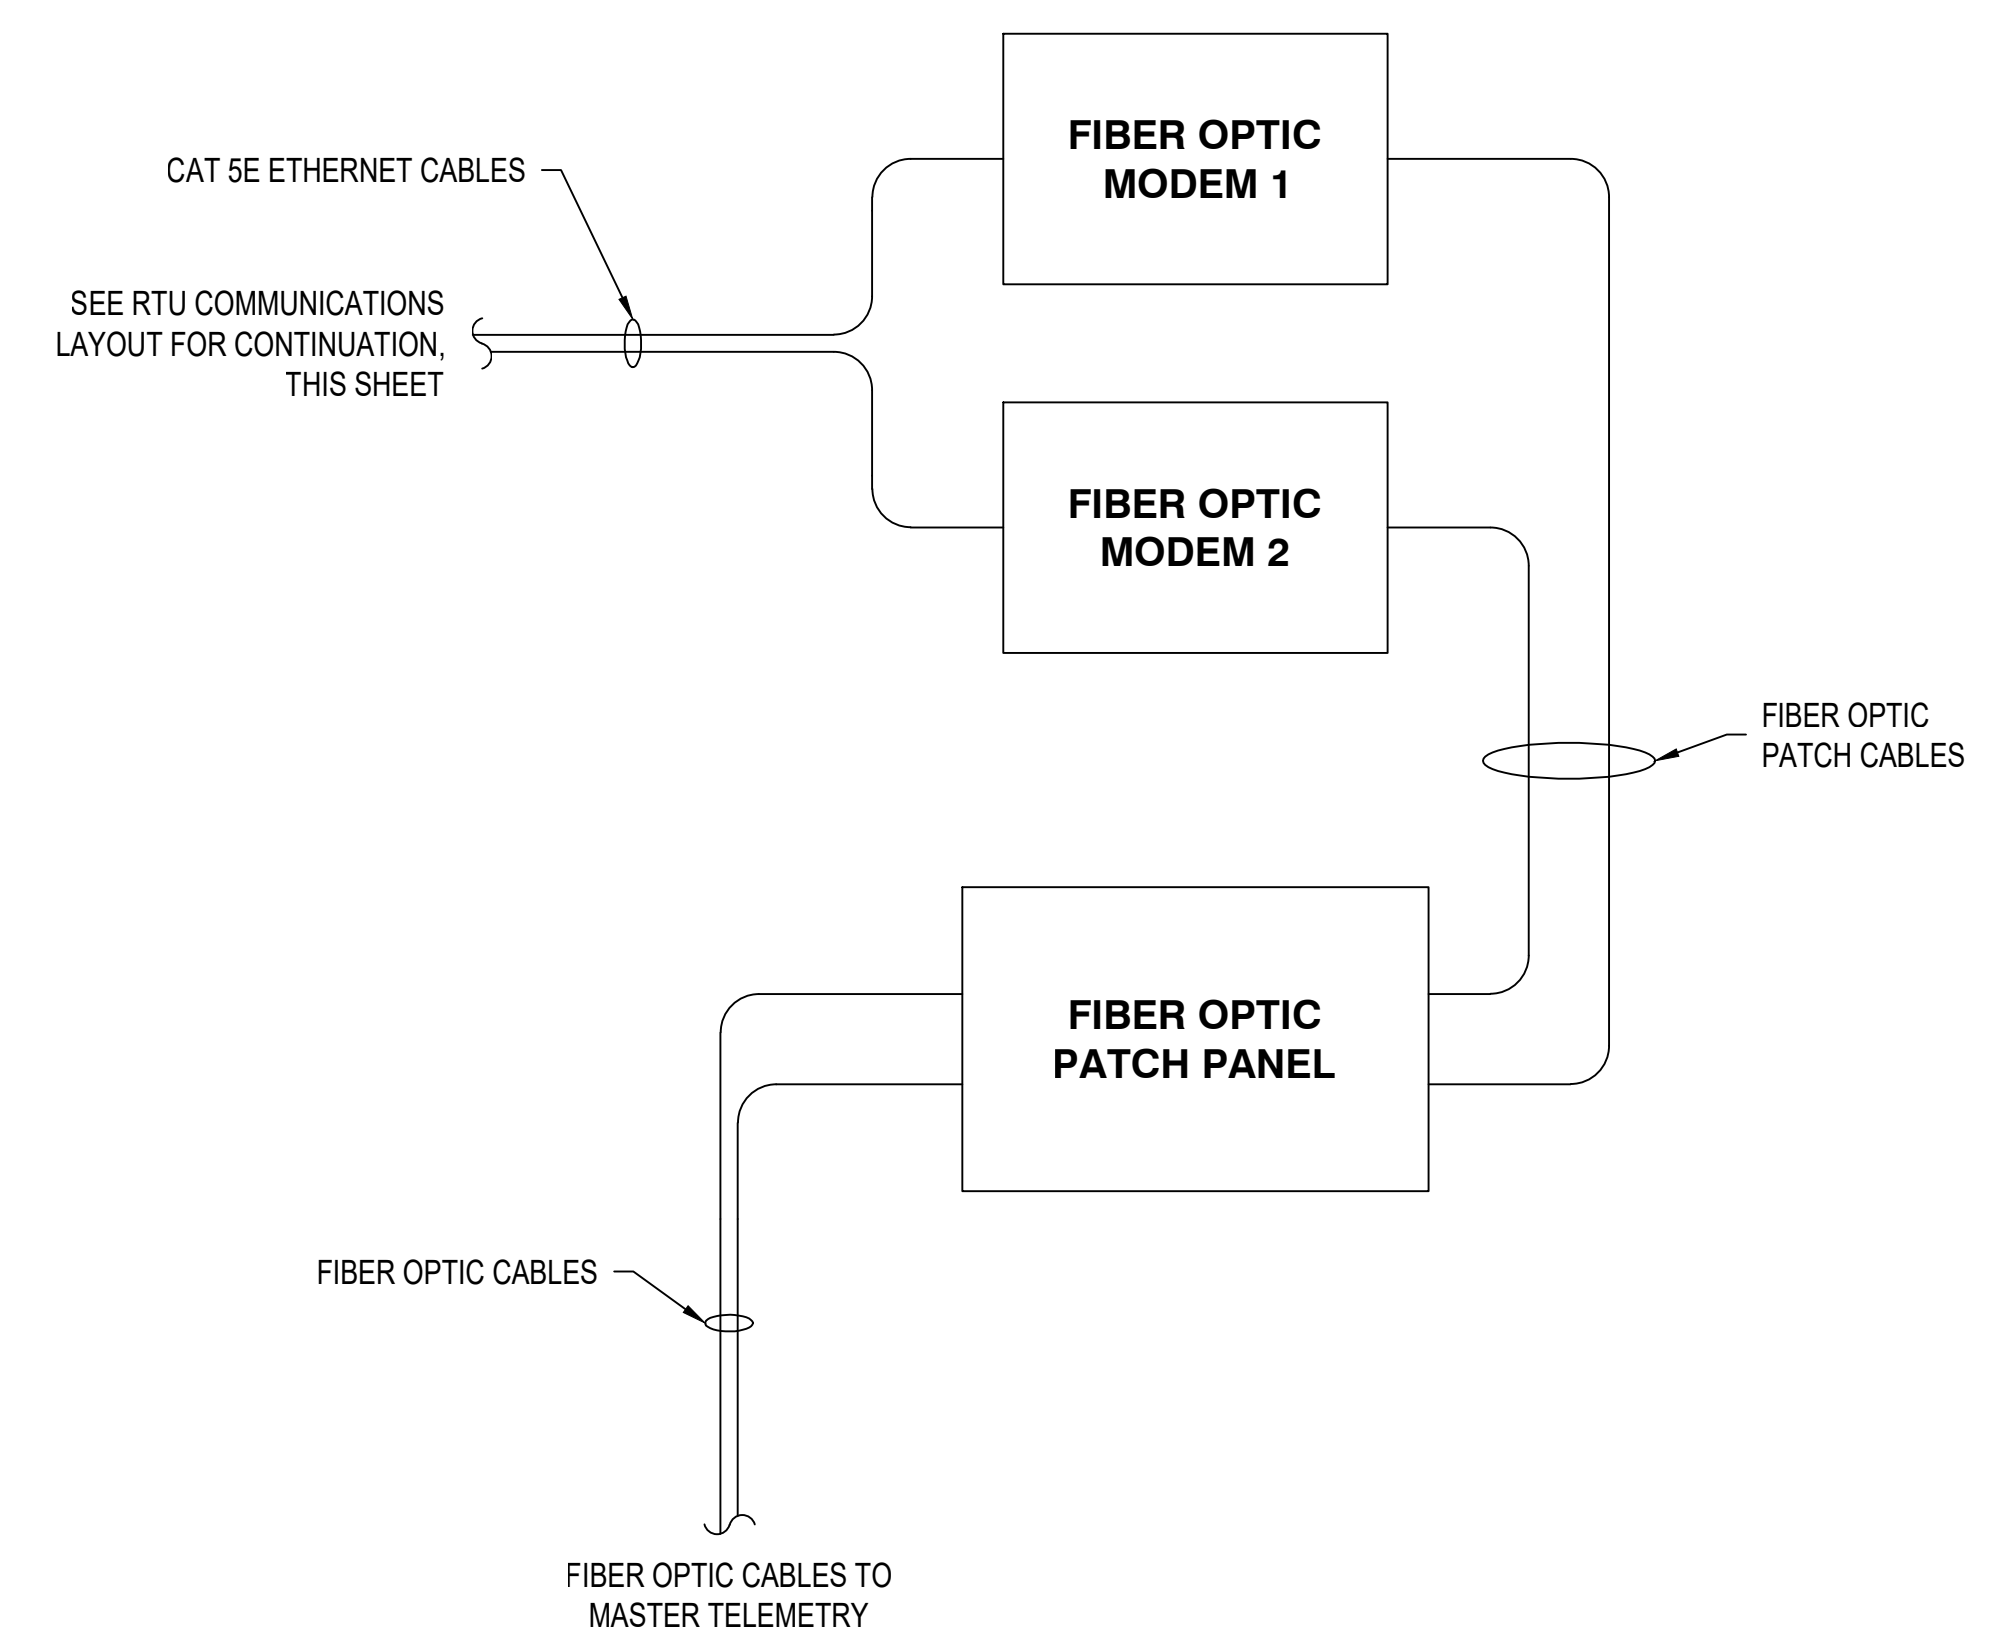 FIBER OPTIC
MODEM 1
CAT 5E ETHERNET CABLES
SEE RTU COMMUNICATIONS
LAYOUT FOR CONTINUATION,
THIS SHEET
FIBER OPTIC
MODEM 2
FIBER OPTIC
PATCH CABLES
FIBER OPTIC
PATCH PANEL
FIBER OPTIC CABLES
FIBER OPTIC CABLES TO
MASTER TELEMETRY